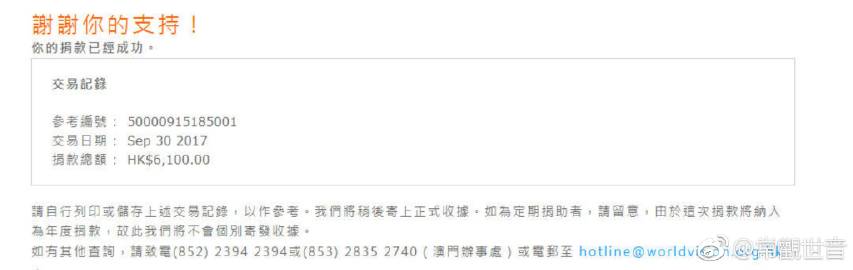 謝謝你的支持！
你的捐款已經成功。
交易記錄
參考編號： 50000915185001
交易日期： Sep 30 2017
捐款總額： HK$6,100.00
請自行列印或儲存上述交易記錄，以作參考。我們將稍後寄上正式收據。如為定期捐助者，請留意，由於這次捐款將納入
為年度捐款，故此我們將不會個別寄發收據。
如有其他查詢，請致電(852) 2394 2394或(853) 2835 2740 ( 澳門辦事處 ) 或電郵至 hotline@worldvision.org.hk
觀世音